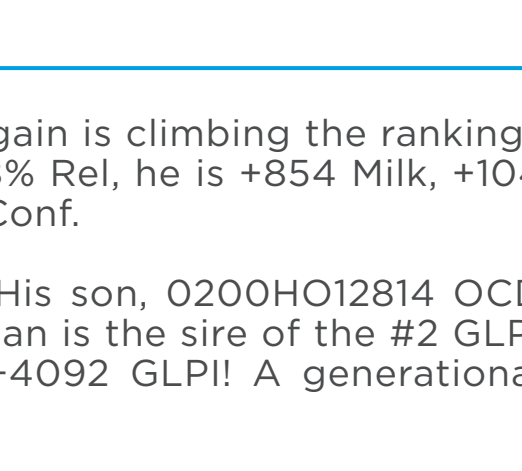 gain is climbing the ranking
% Rel, he is +854 Milk, +10
Conf.
His son, 0200HO12814 OC
an is the sire of the #2 GLP
+4092 GLPI! A generationa